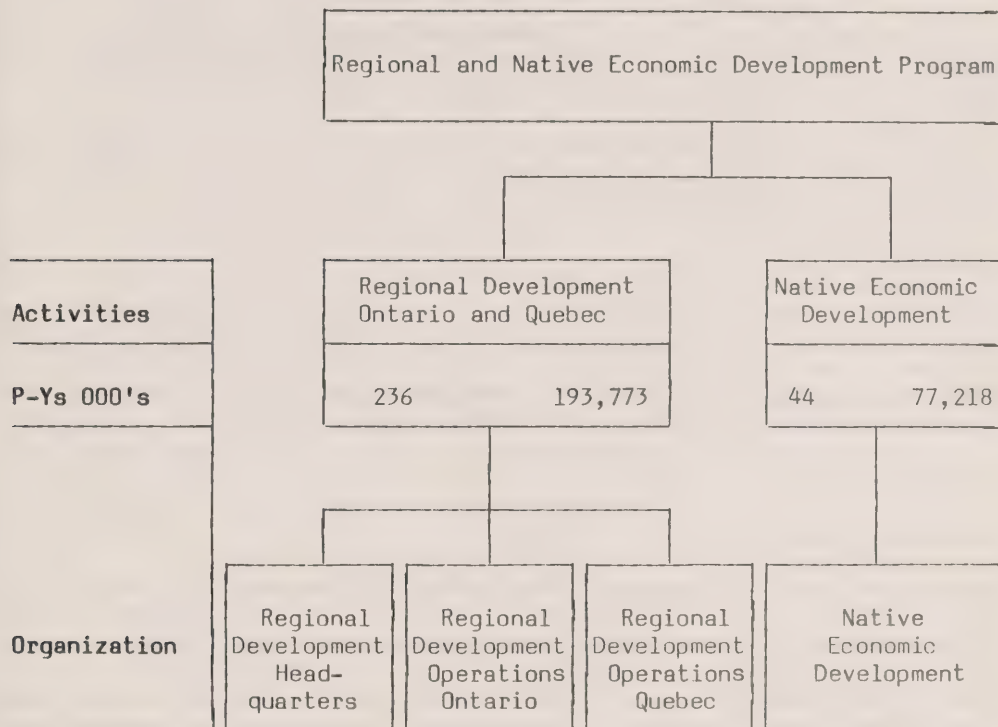 Regional and Native Economic Development Program
Activities
Regional Development
Ontario and Quebec
Native Economic
Development
P-Ys 000's
236 193,773
44 77,218
Organization
Regional
Development
Head-
quarters
Regional
Development
Operations
Ontario
Regional
Development
Operations
Quebec
Native
Economic
Development